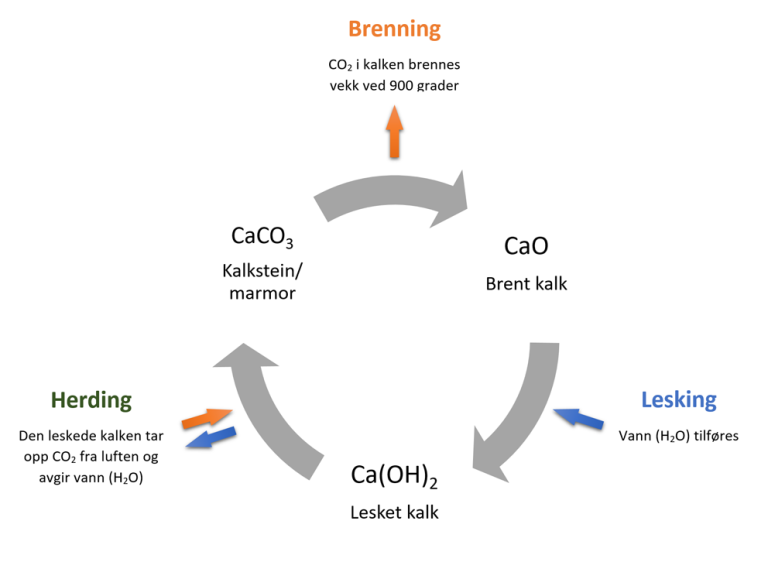 Brenning
CO₂ i kalken brennes
vekk ved 900 grader
CaCO₃
Kalkstein/
marmor
CaO
Brent kalk
Herding
Den leskede kalken tar
opp CO₂ fra luften og
avgir vann (H₂O)
Lesking
Vann (H₂O) tilføres
Ca(OH)₂
Lesket kalk